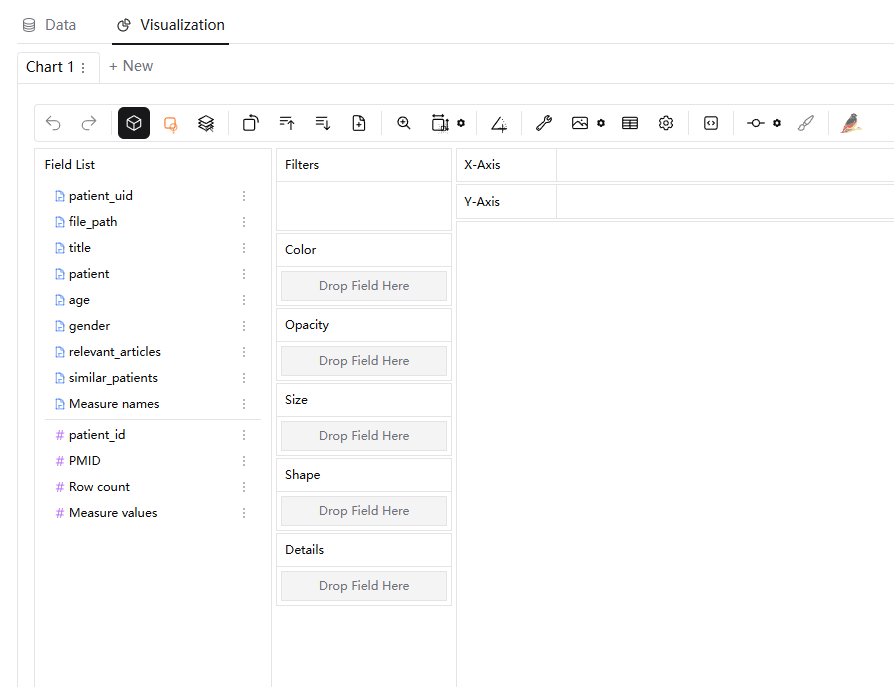 Data
Visualization
Chart 1
+ New
Field List
patient_uid
file_path
title
patient
age
gender
relevant_articles
similar_patients
Measure names
# patient_id
# PMID
# Row count
# Measure values
Filters
Color
Drop Field Here
Opacity
Drop Field Here
Size
Drop Field Here
Shape
Drop Field Here
Details
Drop Field Here
X-Axis
Y-Axis